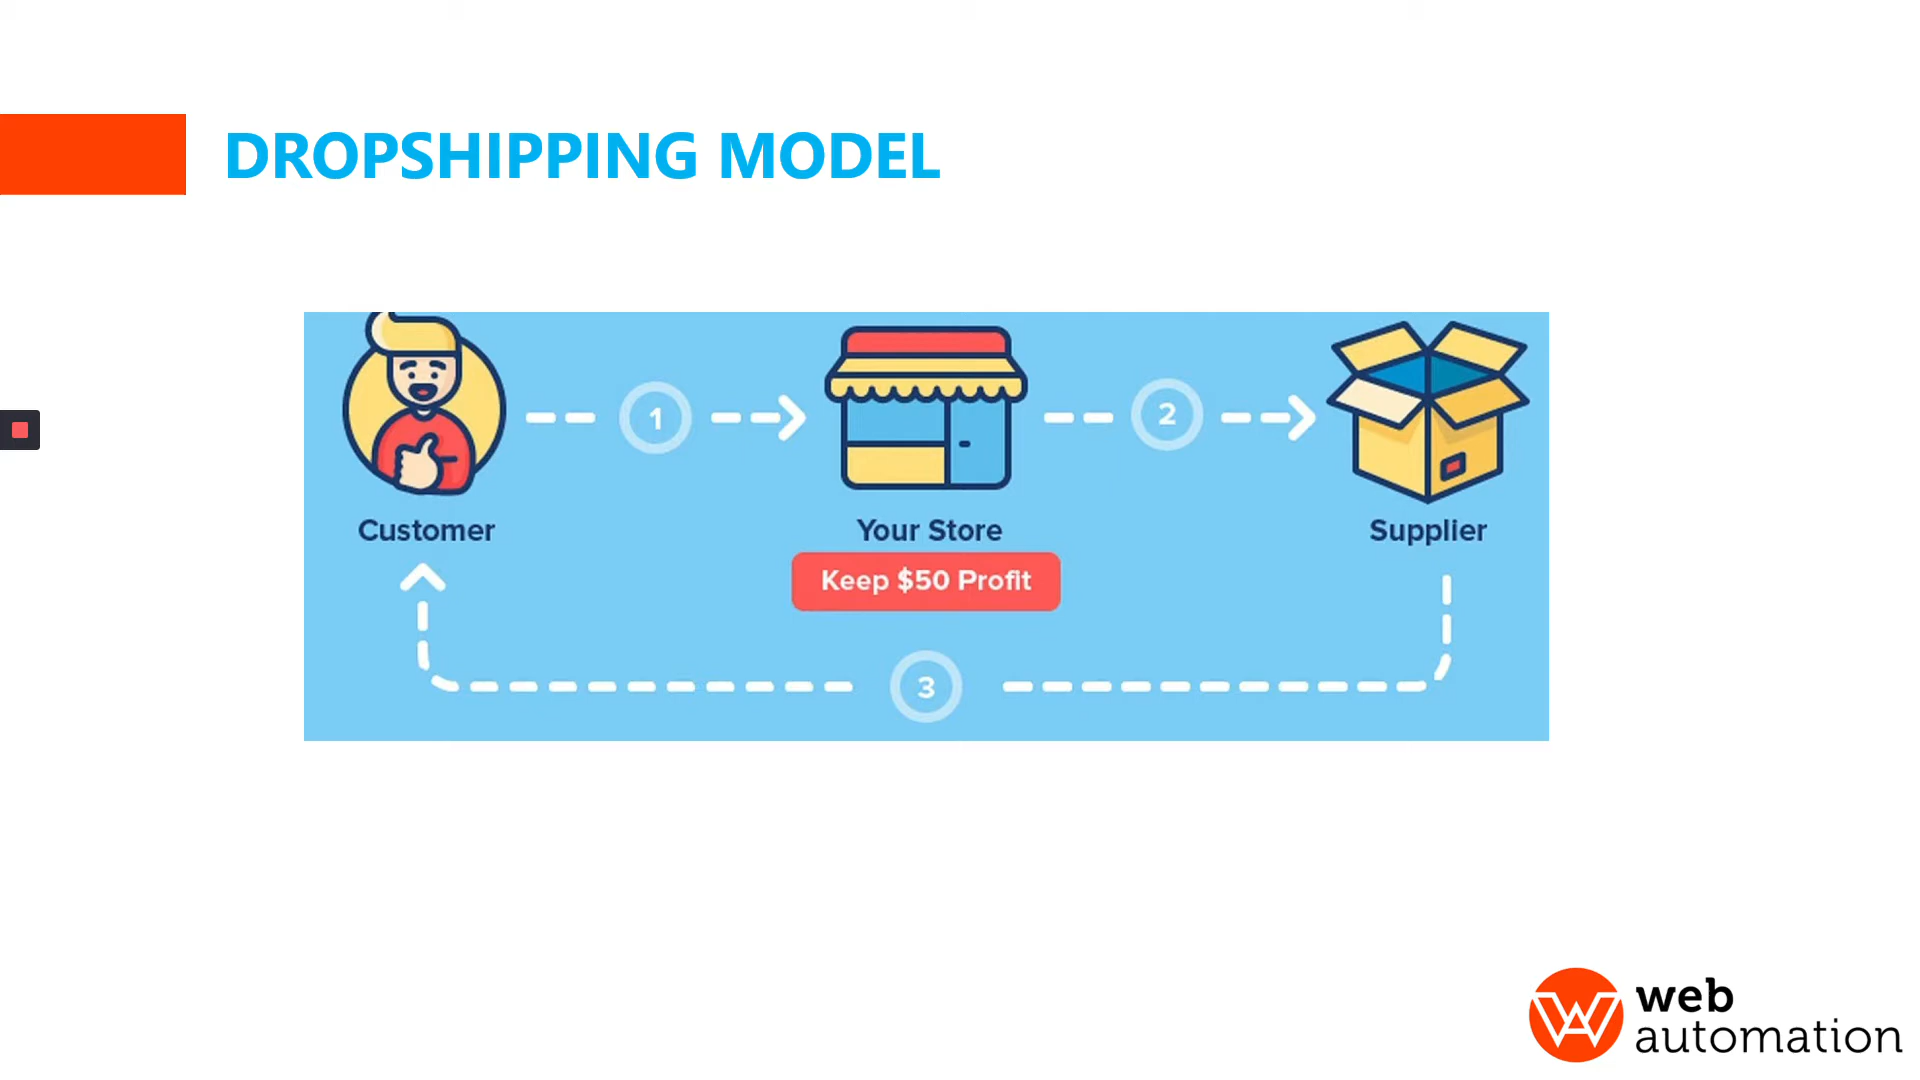 DROPSHIPPING MODEL
1
2
Customer
Your Store
Supplier
Keep $50 Profit
3
web
automation